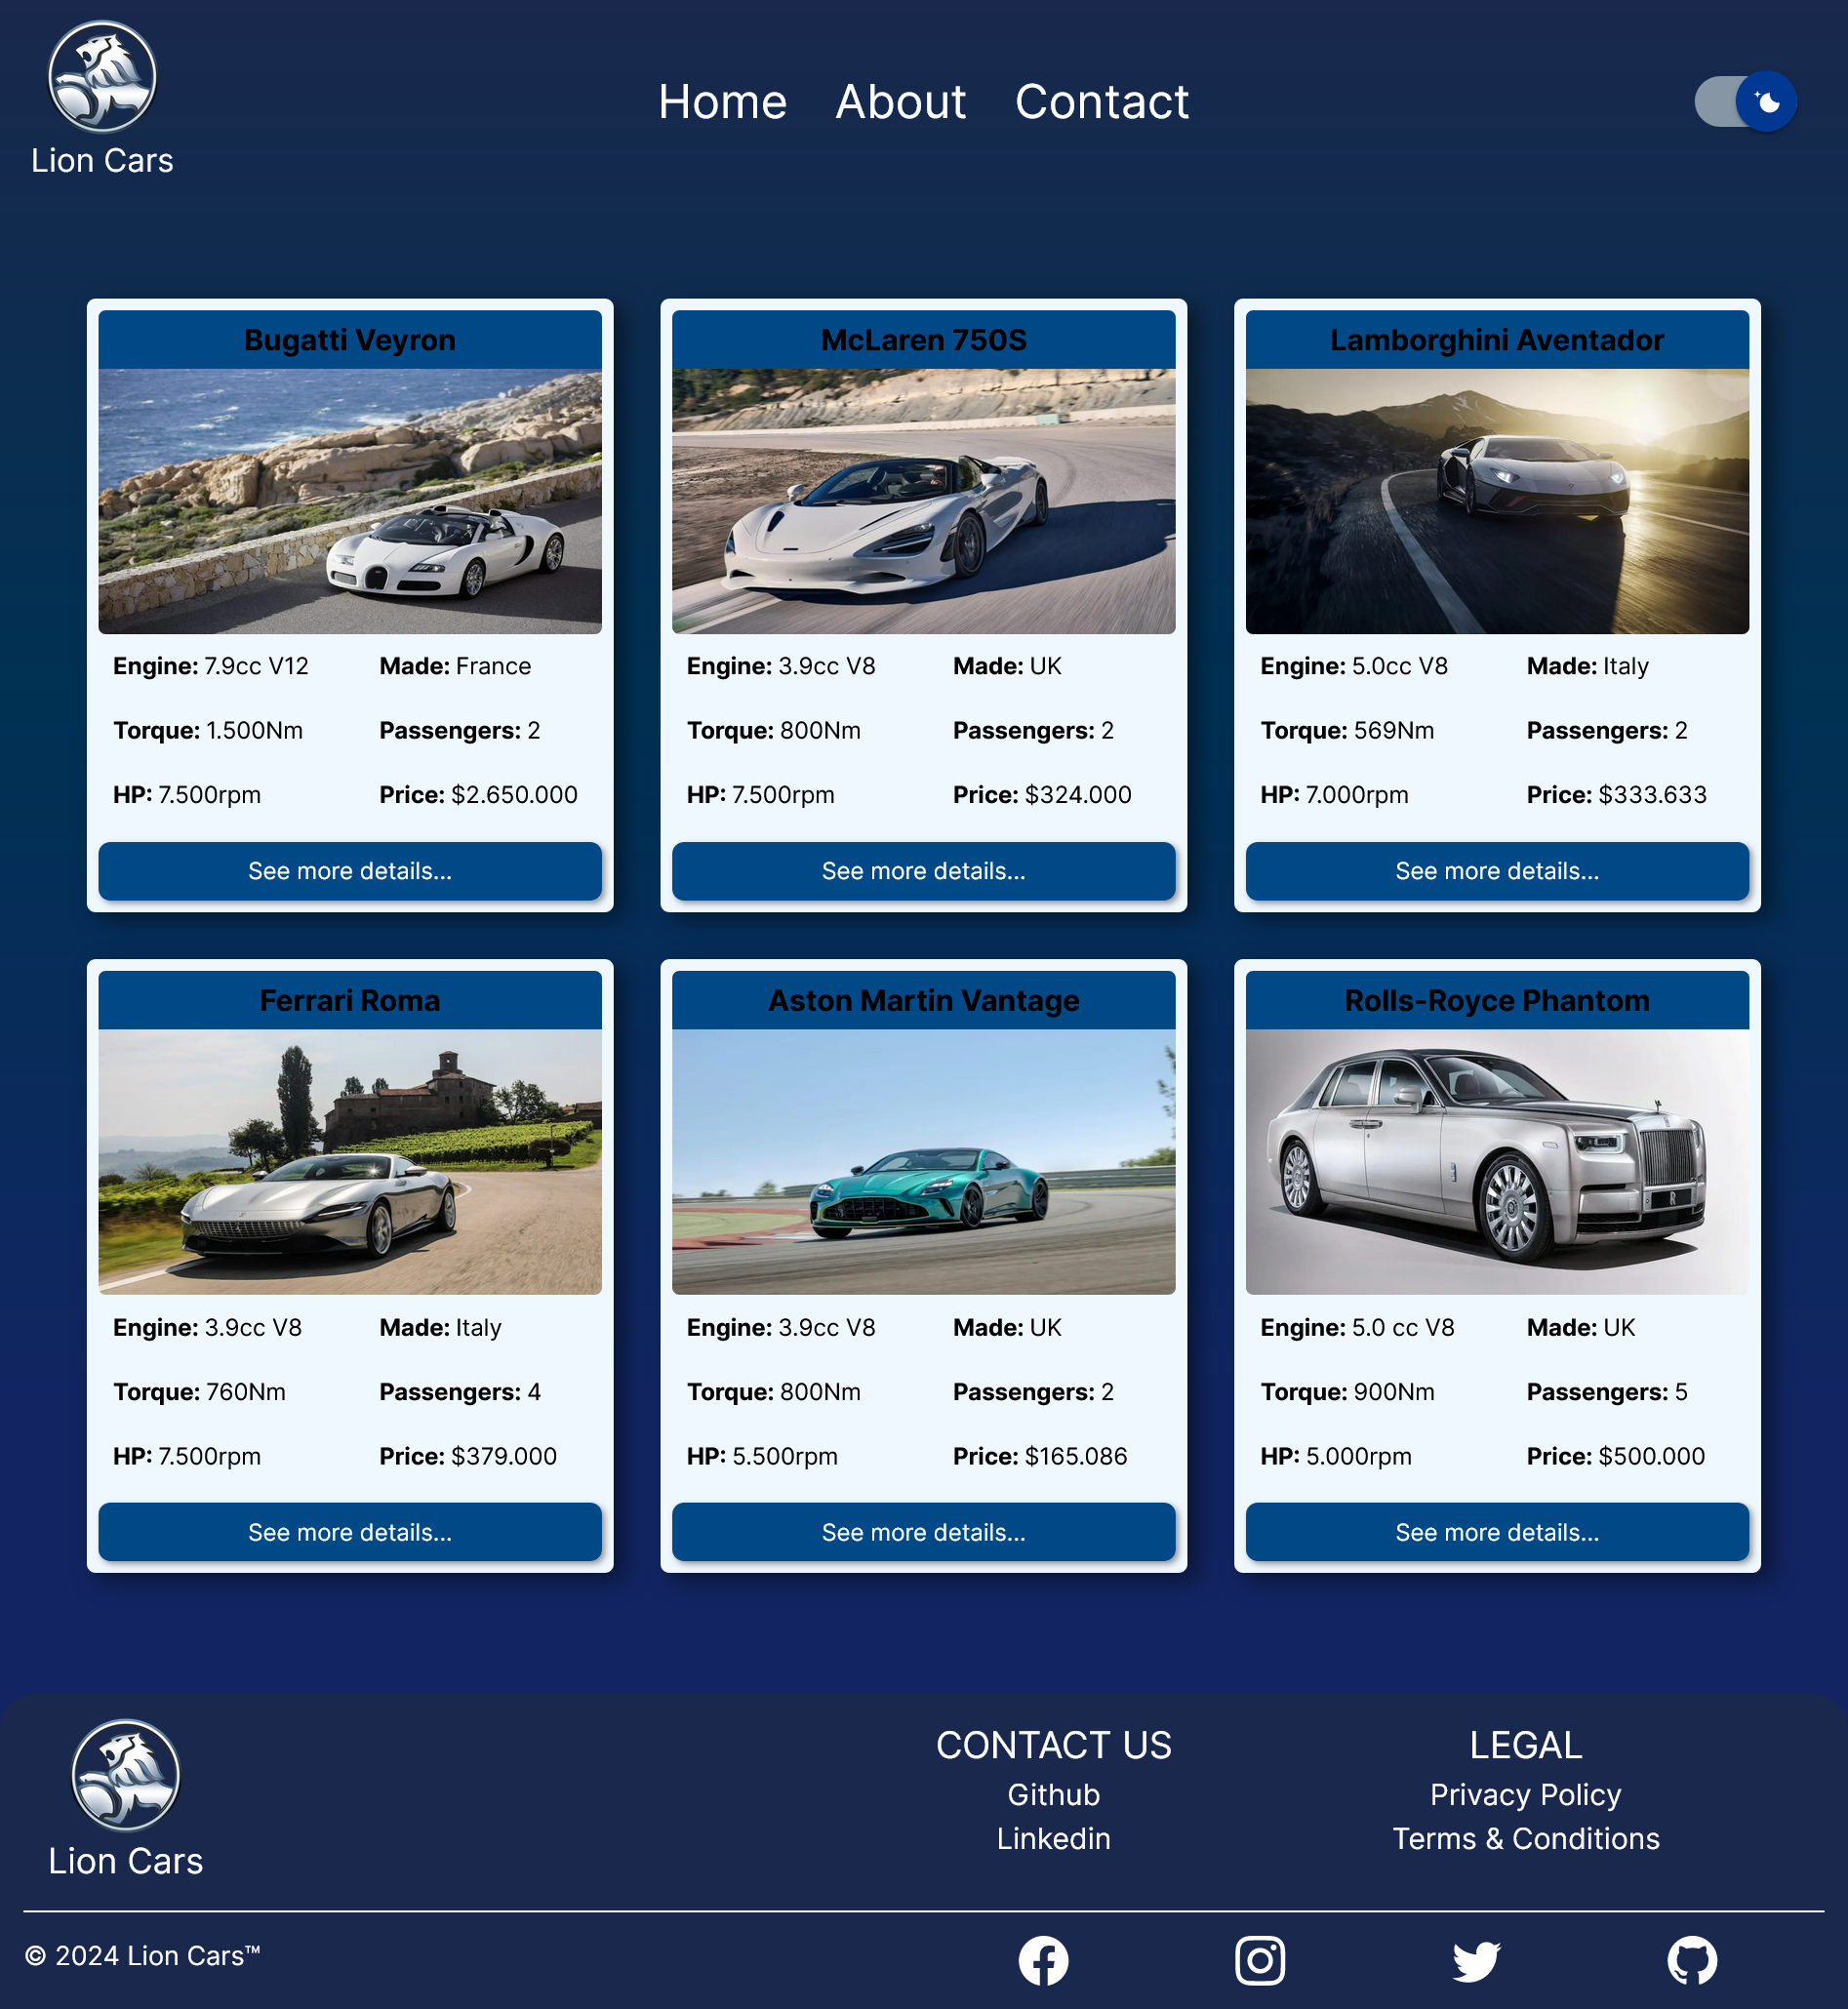 Lion Cars
Home About Contact
Bugatti Veyron
Engine: 7.9cc V12 Made: France
Torque: 1.500Nm Passengers: 2
HP: 7.500rpm Price: $2.650.000
See more details...
McLaren 750S
Engine: 3.9cc V8 Made: UK
Torque: 800Nm Passengers: 2
HP: 7.500rpm Price: $324.000
See more details...
Lamborghini Aventador
Engine: 5.0cc V8 Made: Italy
Torque: 569Nm Passengers: 2
HP: 7.000rpm Price: $333.633
See more details...
Ferrari Roma
Engine: 3.9cc V8 Made: Italy
Torque: 760Nm Passengers: 4
HP: 7.500rpm Price: $379.000
See more details...
Aston Martin Vantage
Engine: 3.9cc V8 Made: UK
Torque: 800Nm Passengers: 2
HP: 5.500rpm Price: $165.086
See more details...
Rolls-Royce Phantom
Engine: 5.0 cc V8 Made: UK
Torque: 900Nm Passengers: 5
HP: 5.000rpm Price: $500.000
See more details...
Lion Cars
CONTACT US
Github
Linkedin
LEGAL
Privacy Policy
Terms & Conditions
© 2024 Lion Cars™